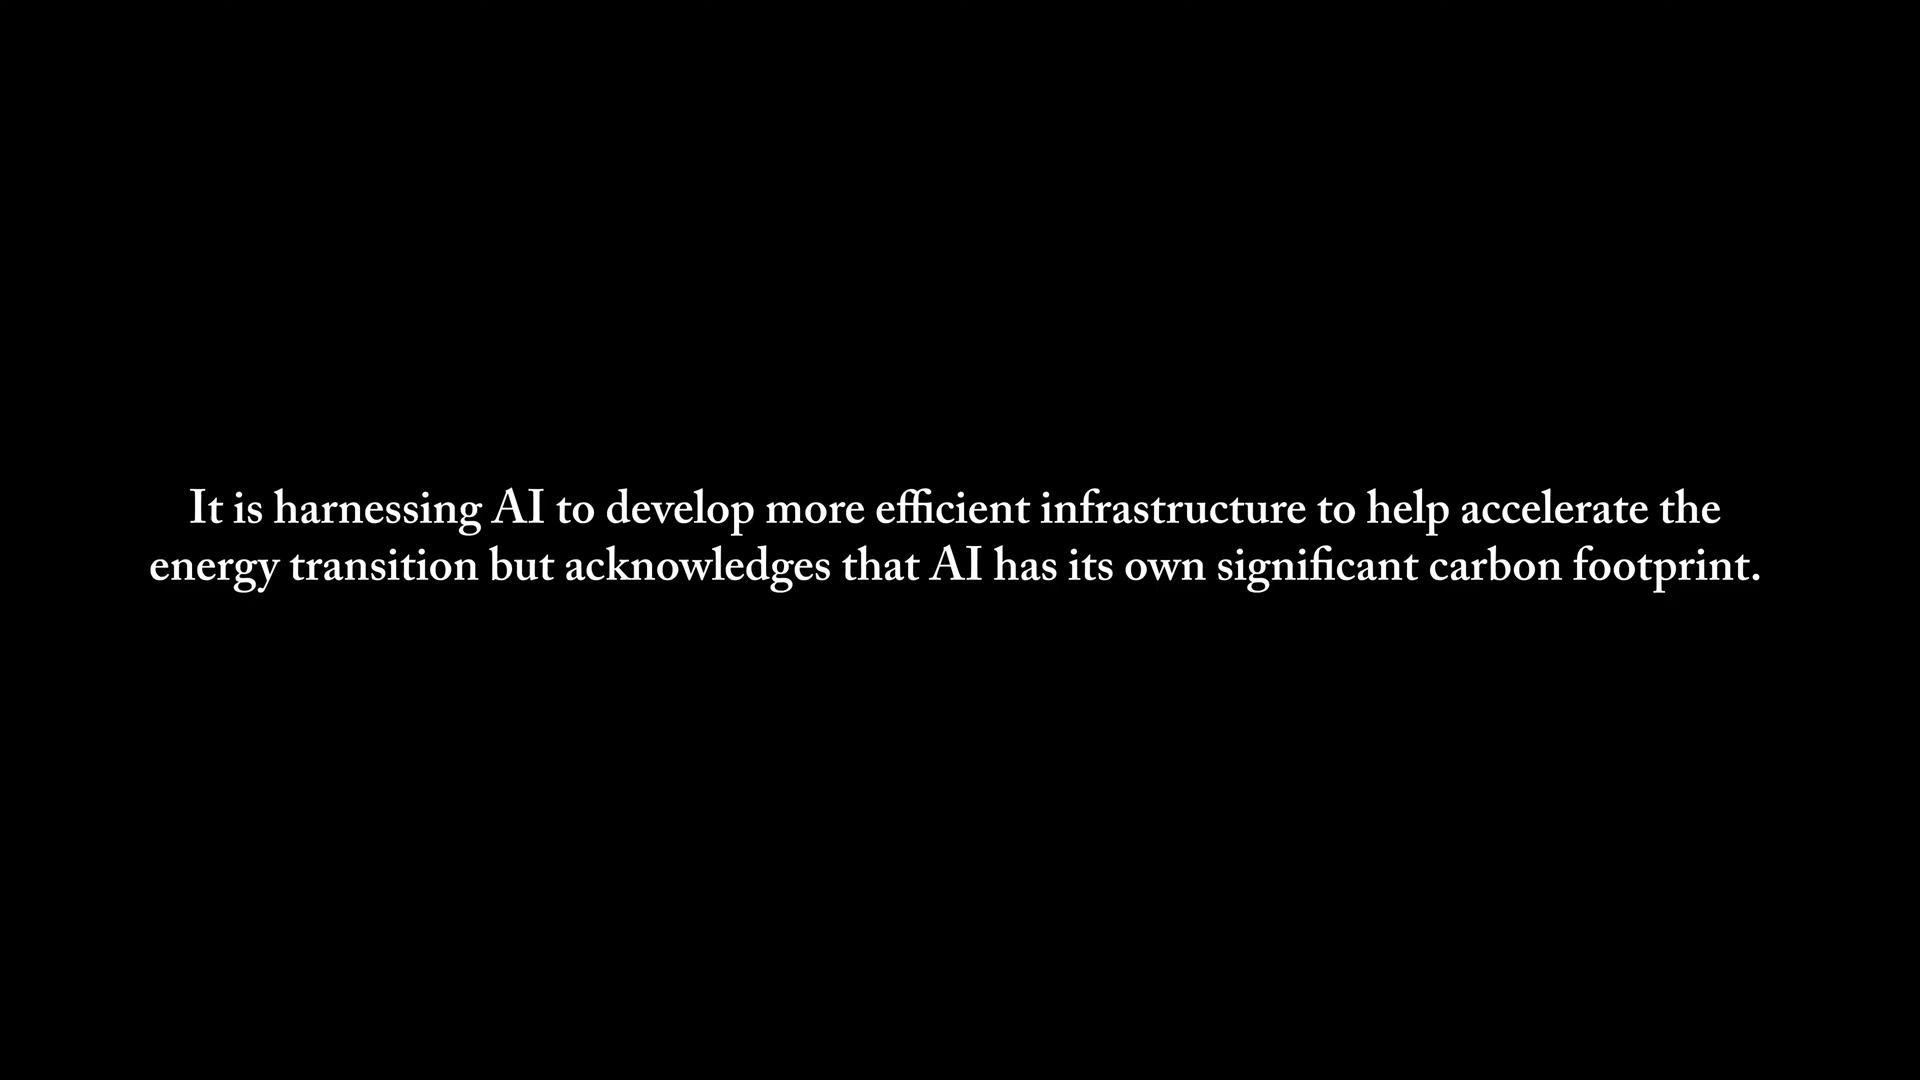 It is harnessing AI to develop more efficient infrastructure to help accelerate the
energy transition but acknowledges that AI has its own significant carbon footprint.